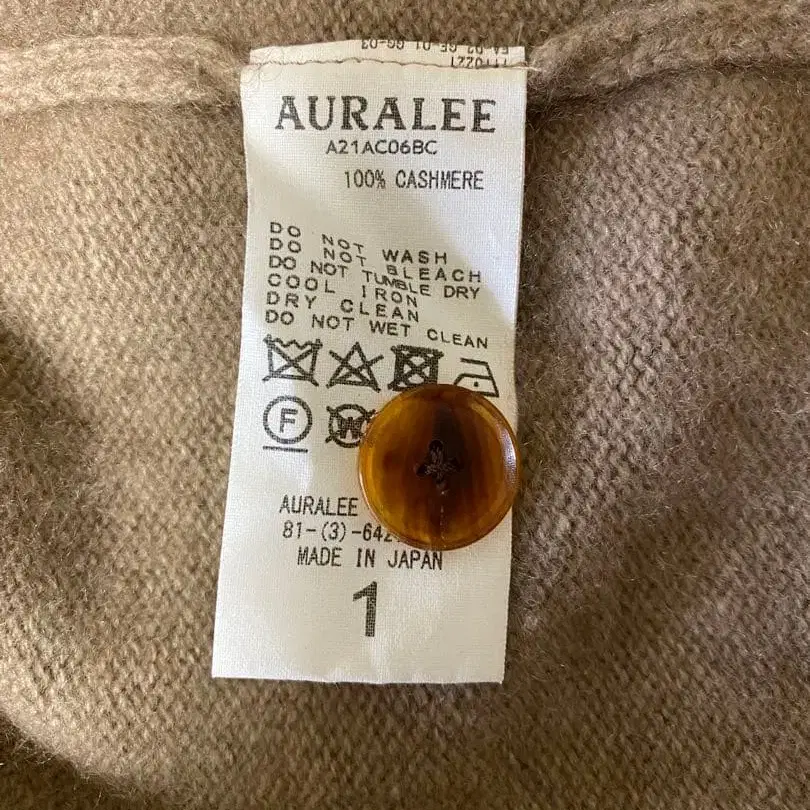 AURALEE
A21AC06BC
100% CASHMERE
DO NOT WASH
DO NOT BLEACH
DO NOT TUMBLE DRY
COOL IRON
DRY CLEAN
DO NOT WET CLEAN
F W
AURALEE
81-(3)-642
MADE IN JAPAN
1